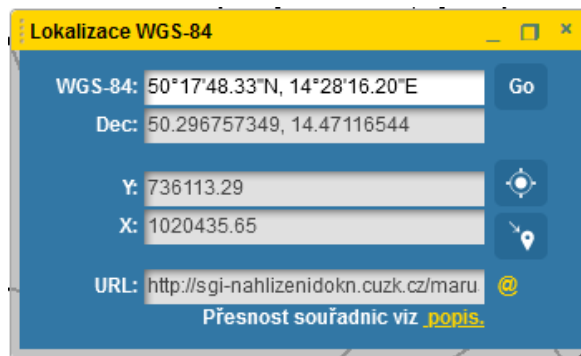 Lokalizace WGS-84
WGS-84: 50°17'48.33"N, 14°28'16.20"E Go
Dec: 50.296757349, 14.47116544
Y: 736113.29
X: 1020435.65
URL: http://sgi-nahlizenidokn.cuzk.cz/maru @
Přesnost souřadnic viz popis.